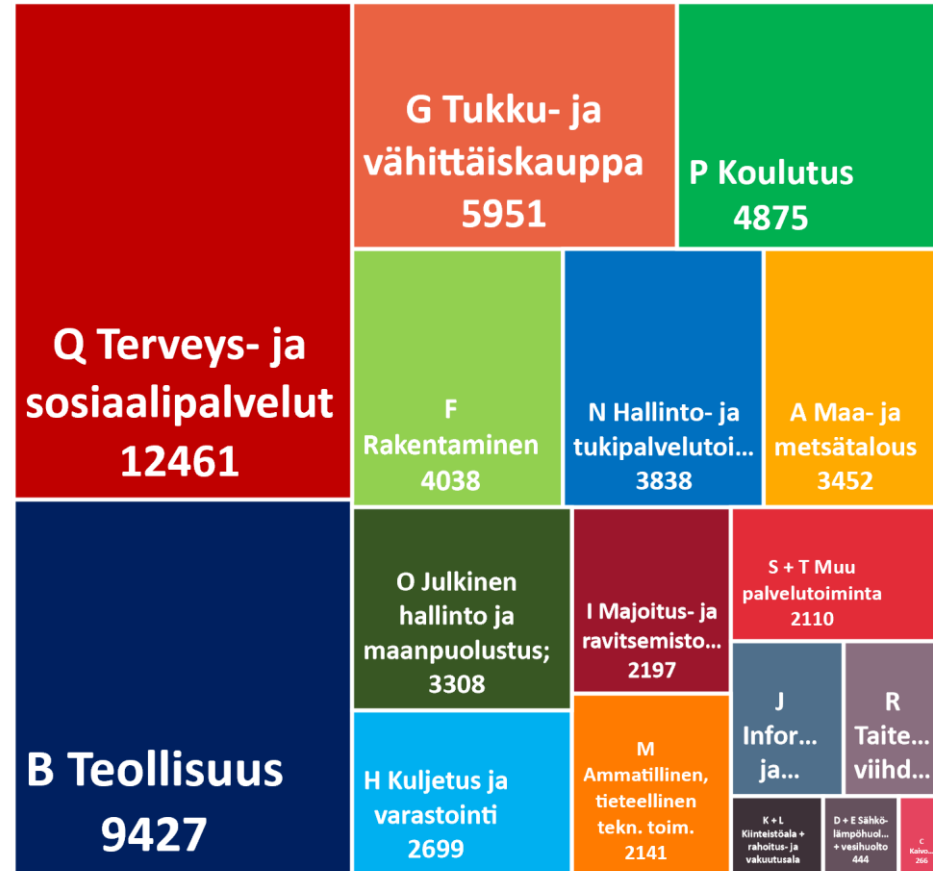 Q Terveys- ja
sosiaalipalvelut
12461
B Teollisuus
9427
G Tukku- ja
vähittäiskauppa
5951
P Koulutus
4875
F
Rakentaminen
4038
N Hallinto- ja
tukipalvelutoi...
3838
A Maa- ja
metsätalous
3452
O Julkinen
hallinto ja
maanpuolustus;
3308
H Kuljetus ja
varastointi
2699
I Majoitus- ja
ravitsemisto...
2197
M
Ammatillinen,
tieteellinen
tekn. toim.
2141
S + T Muu
palvelutoiminta
2110
J
Infor...
ja...
R
Taite...
viihd...
K + L
Kiinteistöala +
rahoitus- ja
vakuutusala
D + E Sähkö-
lämpöhuol...
+ vesihuolto
444
C
Kaivo...
266